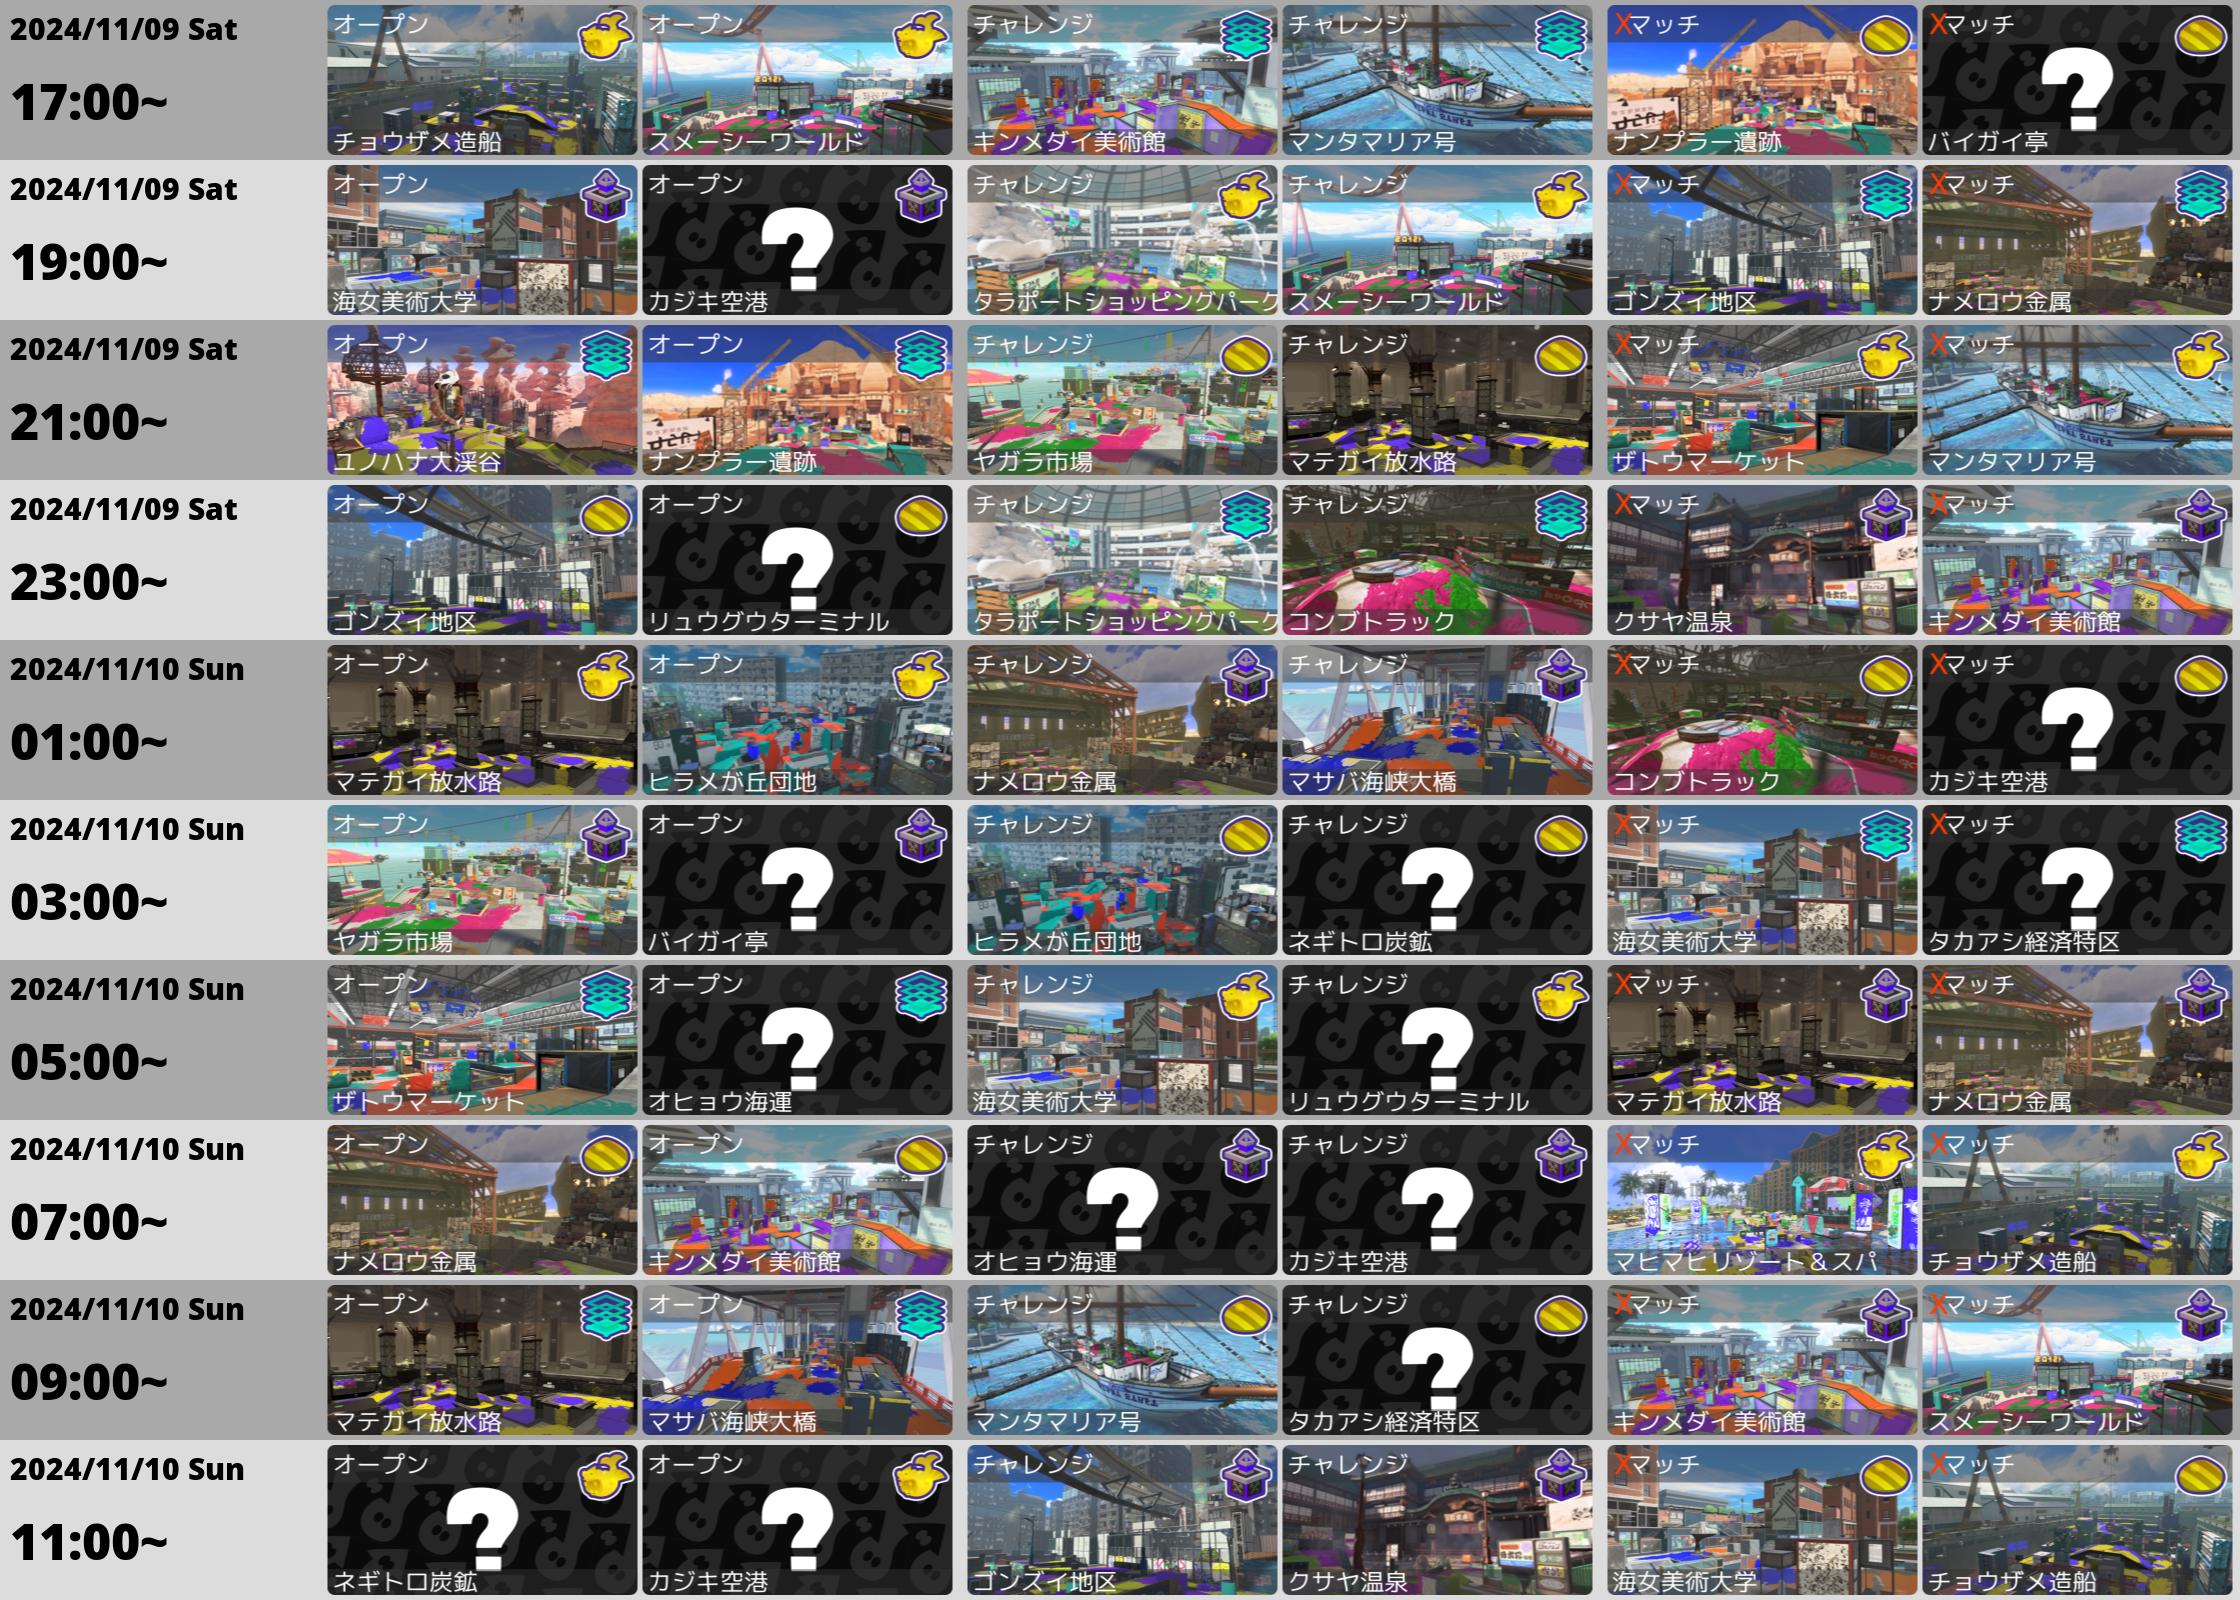 2024/11/09 Sat
17:00~
オープン
チョウザメ造船
オープン
スメーシーワールド
チャレンジ
キンメダイ美術館
チャレンジ
マンタマリア号
Xマッチ
ナンプラー遺跡
Xマッチ
バイガイ亭
2024/11/09 Sat
19:00~
オープン
海女美術大学
オープン
カジキ空港
チャレンジ
タラポートショッピングパーク
チャレンジ
スメーシーワールド
Xマッチ
ゴンズイ地区
Xマッチ
ナメロウ金属
2024/11/09 Sat
21:00~
オープン
ユノハナ大渓谷
オープン
ナンプラー遺跡
チャレンジ
ヤガラ市場
チャレンジ
マテガイ放水路
Xマッチ
ザトウマーケット
Xマッチ
マンタマリア号
2024/11/09 Sat
23:00~
オープン
ゴンズイ地区
オープン
リュウグウターミナル
チャレンジ
タラポートショッピングパーク
チャレンジ
コンブトラック
Xマッチ
クサヤ温泉
Xマッチ
キンメダイ美術館
2024/11/10 Sun
01:00~
オープン
マテガイ放水路
オープン
ヒラメが丘団地
チャレンジ
ナメロウ金属
チャレンジ
マサバ海峡大橋
Xマッチ
コンブトラック
Xマッチ
カジキ空港
2024/11/10 Sun
03:00~
オープン
ヤガラ市場
オープン
バイガイ亭
チャレンジ
ヒラメが丘団地
チャレンジ
ネギトロ炭鉱
Xマッチ
海女美術大学
Xマッチ
タカアシ経済特区
2024/11/10 Sun
05:00~
オープン
ザトウマーケット
オープン
オヒョウ海運
チャレンジ
海女美術大学
チャレンジ
リュウグウターミナル
Xマッチ
マテガイ放水路
Xマッチ
ナメロウ金属
2024/11/10 Sun
07:00~
オープン
ナメロウ金属
オープン
キンメダイ美術館
チャレンジ
オヒョウ海運
チャレンジ
カジキ空港
Xマッチ
マヒマヒリゾート＆スパ
Xマッチ
チョウザメ造船
2024/11/10 Sun
09:00~
オープン
マテガイ放水路
オープン
マサバ海峡大橋
チャレンジ
マンタマリア号
チャレンジ
タカアシ経済特区
Xマッチ
キンメダイ美術館
Xマッチ
スメーシーワールド
2024/11/10 Sun
11:00~
オープン
ネギトロ炭鉱
オープン
カジキ空港
チャレンジ
ゴンズイ地区
チャレンジ
クサヤ温泉
Xマッチ
海女美術大学
Xマッチ
チョウザメ造船